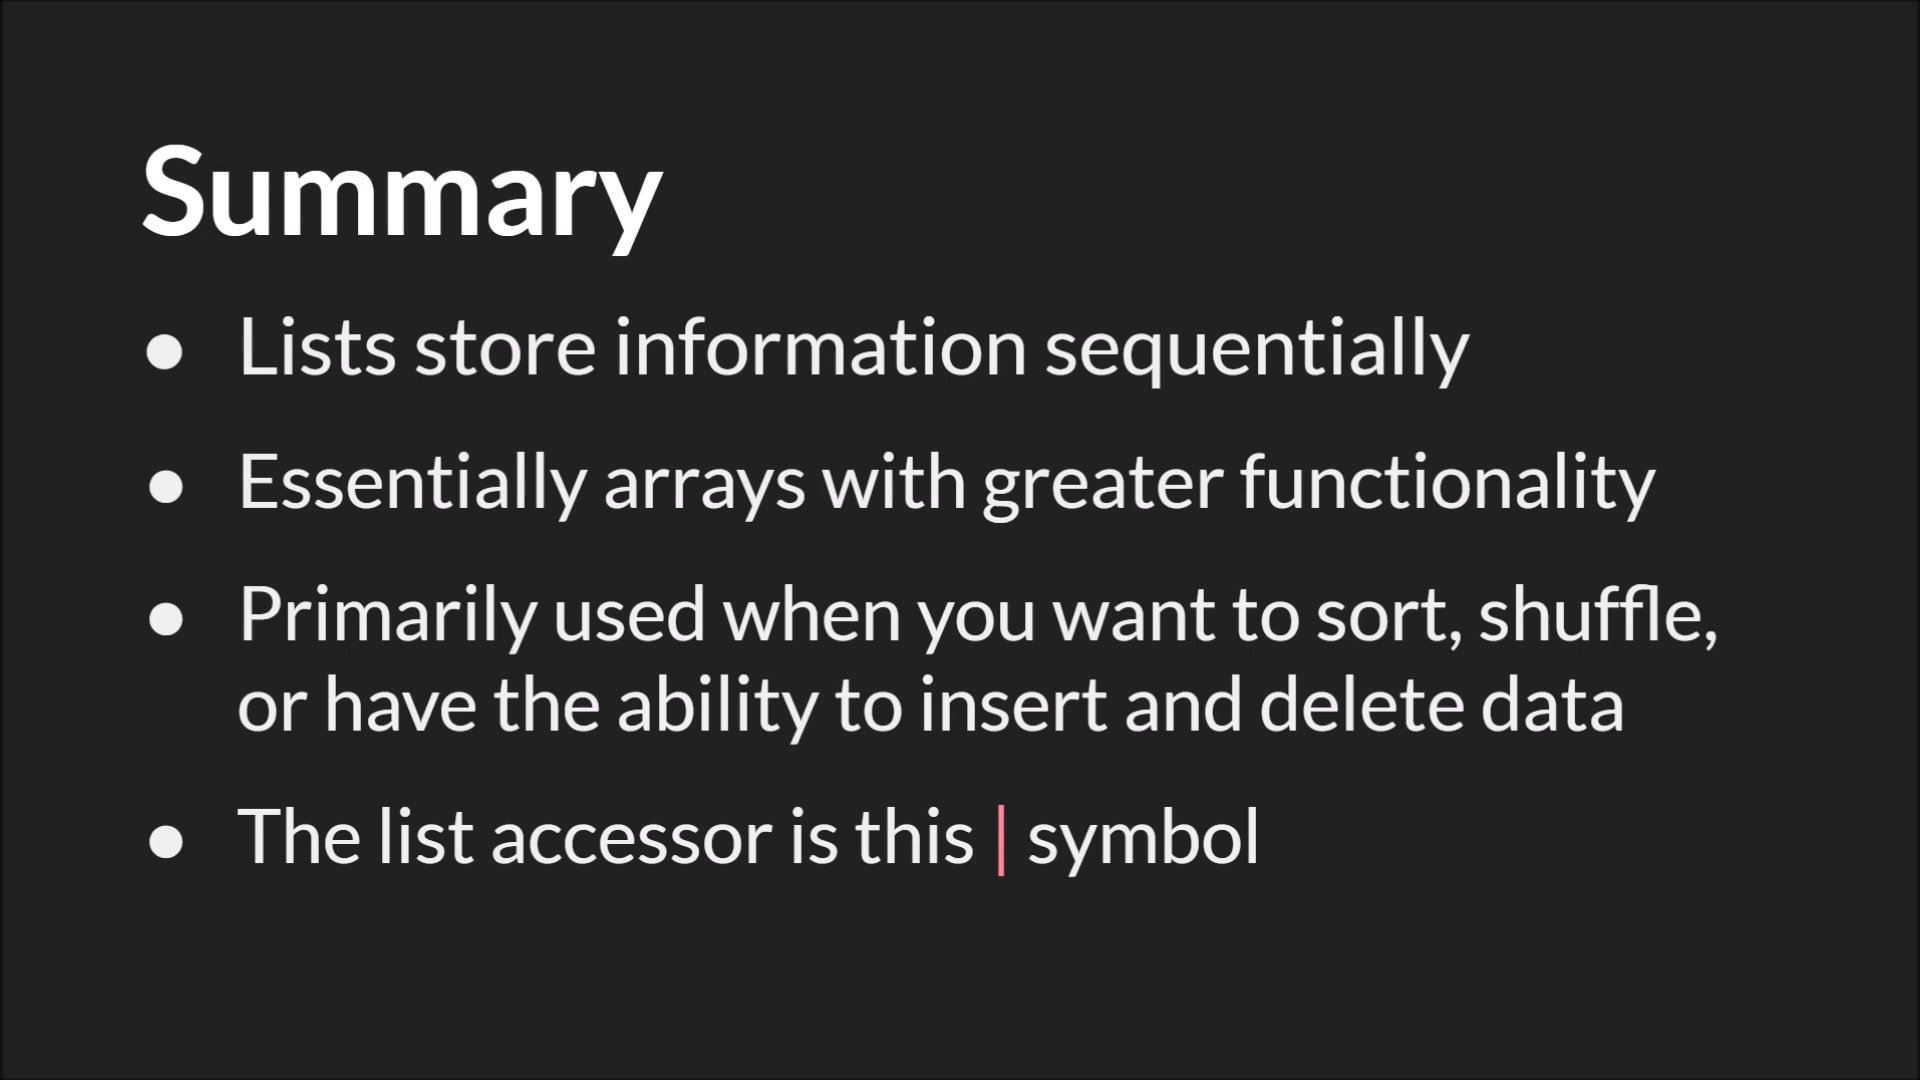 Summary
● Lists store information sequentially
● Essentially arrays with greater functionality
● Primarily used when you want to sort, shuffle,
or have the ability to insert and delete data
● The list accessor is this | symbol